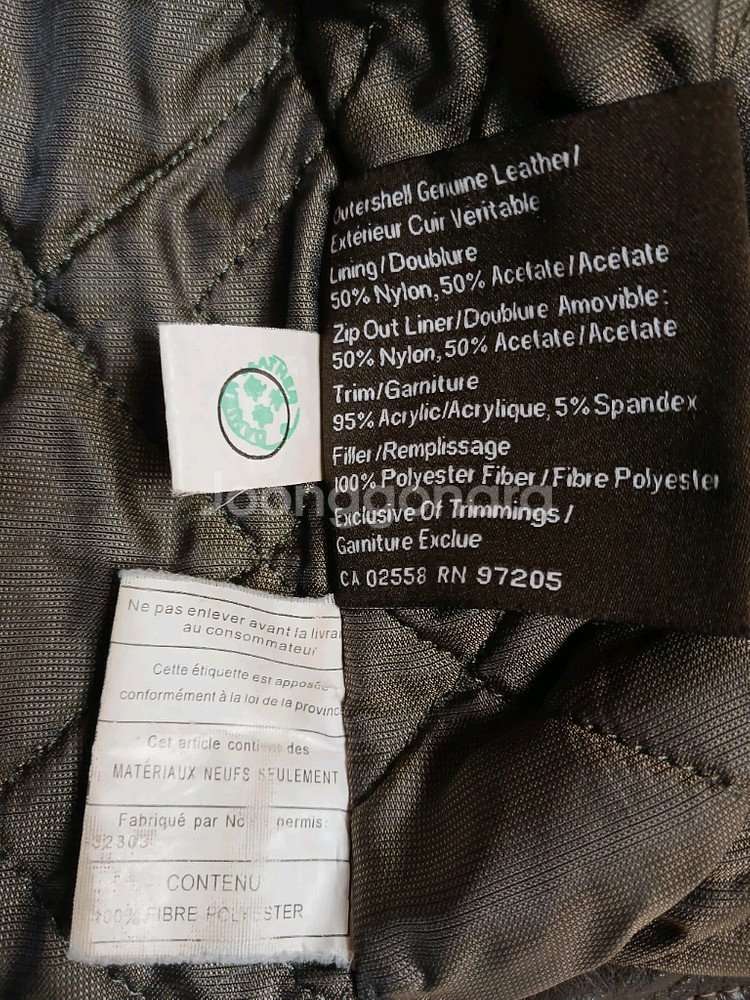 Outershell Genuine Leather/
Extérieur Cuir Véritable
Lining/Doublure
50% Nylon, 50% Acetate/Acétate
Zip Out Liner/Doublure Amovible:
50% Nylon, 50% Acetate/Acétate
Trim/Garniture
95% Acrylic/Acrylique, 5% Spandex
Filler/Remplissage
100% Polyester Fiber/Fibre Polyester
Exclusive Of Trimmings/
Garniture Exclue
CA 02558 RN 97205
Joonggonara
Ne pas enlever avant la livrai
au consommateur
Cette étiquette est apposée
conformément à la loi de la provinc
Cet article contient des
MATÉRIAUX NEUFS SEULEMENT
Fabriqué par No permis:
CONTENU
100% FIBRE POLYESTER